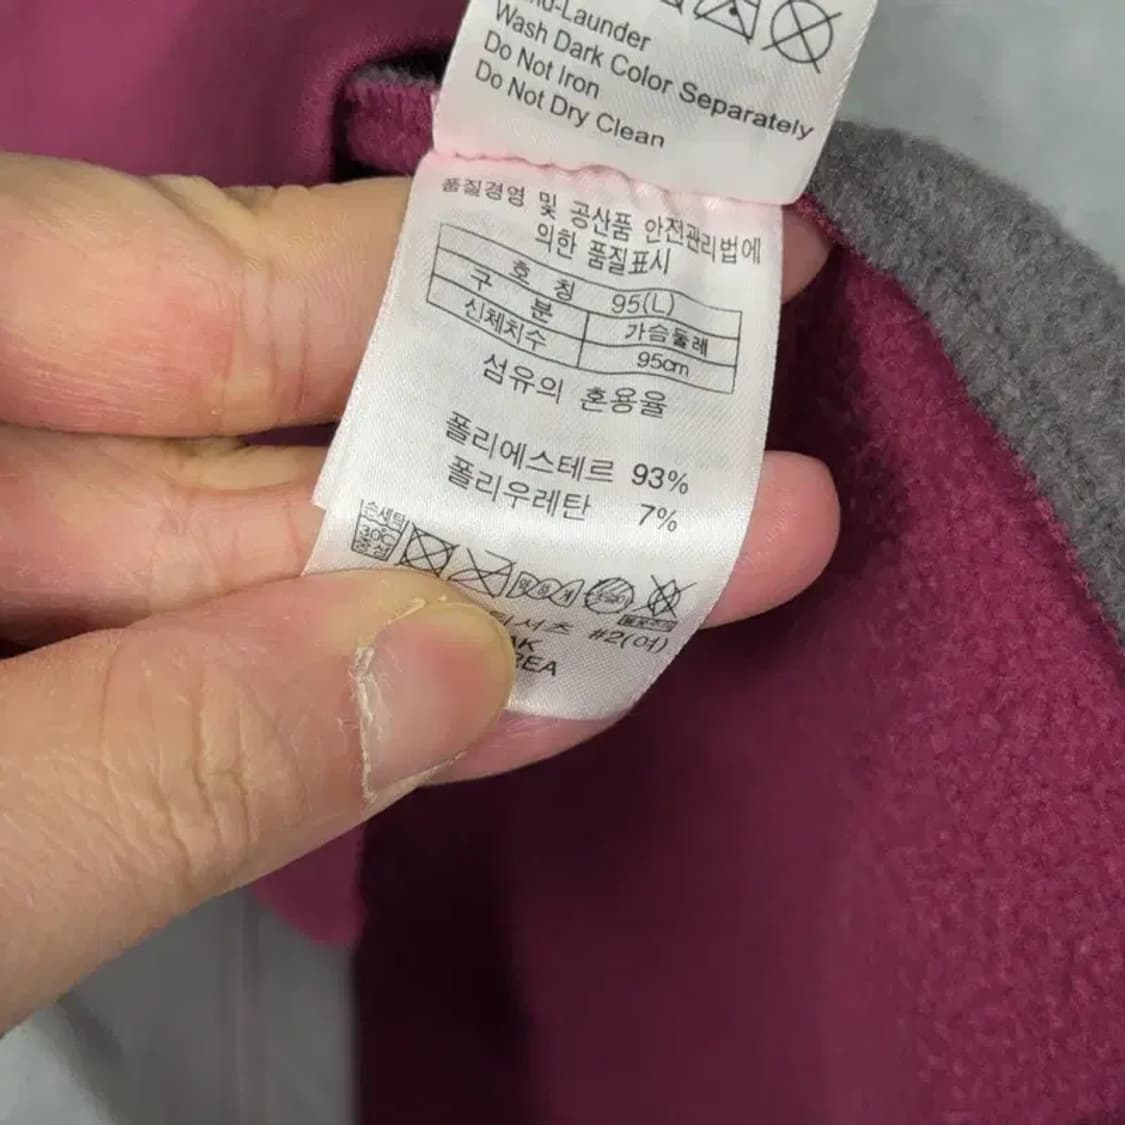 Wash Dark Color Separately
Do Not Iron
Do Not Dry Clean
품질경영 및 공산품 안전관리법에
의한 품질표시
호 칭 95(L)
구 분 가슴둘레
신체치수 95cm
섬유의 혼용율
폴리에스테르 93%
폴리우레탄 7%
손세탁
30℃
중성
#2(여)